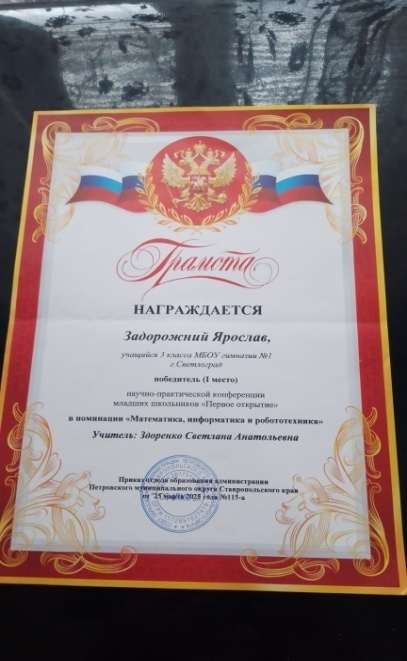 Грамота
НАГРАЖДАЕТСЯ
Задорожний Ярослав,
учащийся 3 класса МБОУ гимназии №1
г.Светлоград
победитель (I место)
научно-практической конференции
младших школьников «Первое открытие»
в номинации «Математика, информатика и робототехника»
Учитель: Здоренко Светлана Анатольевна
Приказ отдела образования администрации
Петровского муниципального округа Ставропольского края
от 25 марта 2025 года №115-а